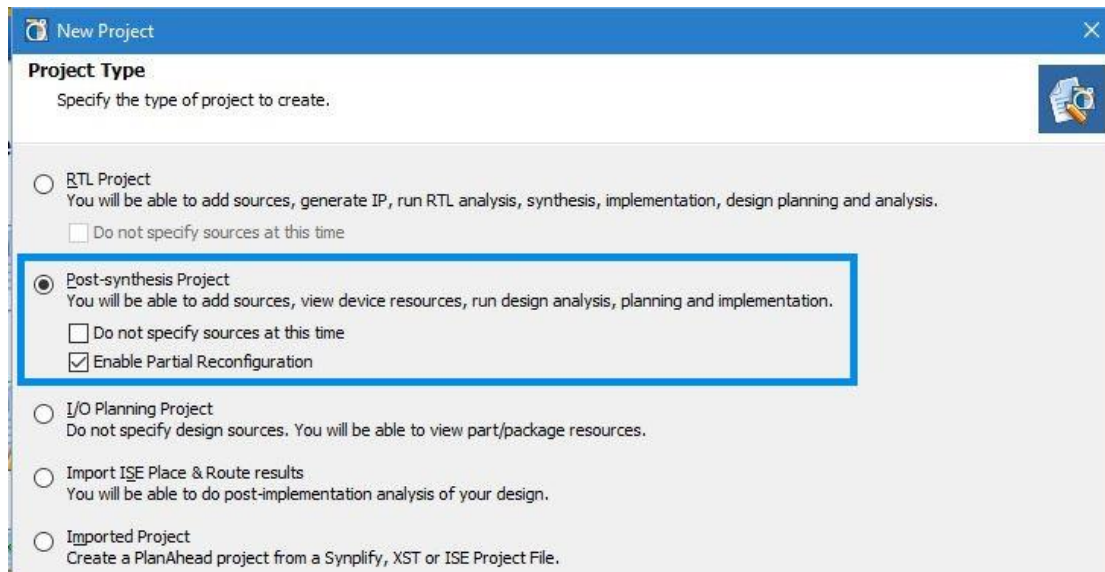 New Project
Project Type
Specify the type of project to create.
RTL Project
You will be able to add sources, generate IP, run RTL analysis, synthesis, implementation, design planning and analysis.
Do not specify sources at this time
Post-synthesis Project
You will be able to add sources, view device resources, run design analysis, planning and implementation.
Do not specify sources at this time
Enable Partial Reconfiguration
I/O Planning Project
Do not specify design sources. You will be able to view part/package resources.
Import ISE Place & Route results
You will be able to do post-implementation analysis of your design.
Imported Project
Create a PlanAhead project from a Synplify, XST or ISE Project File.